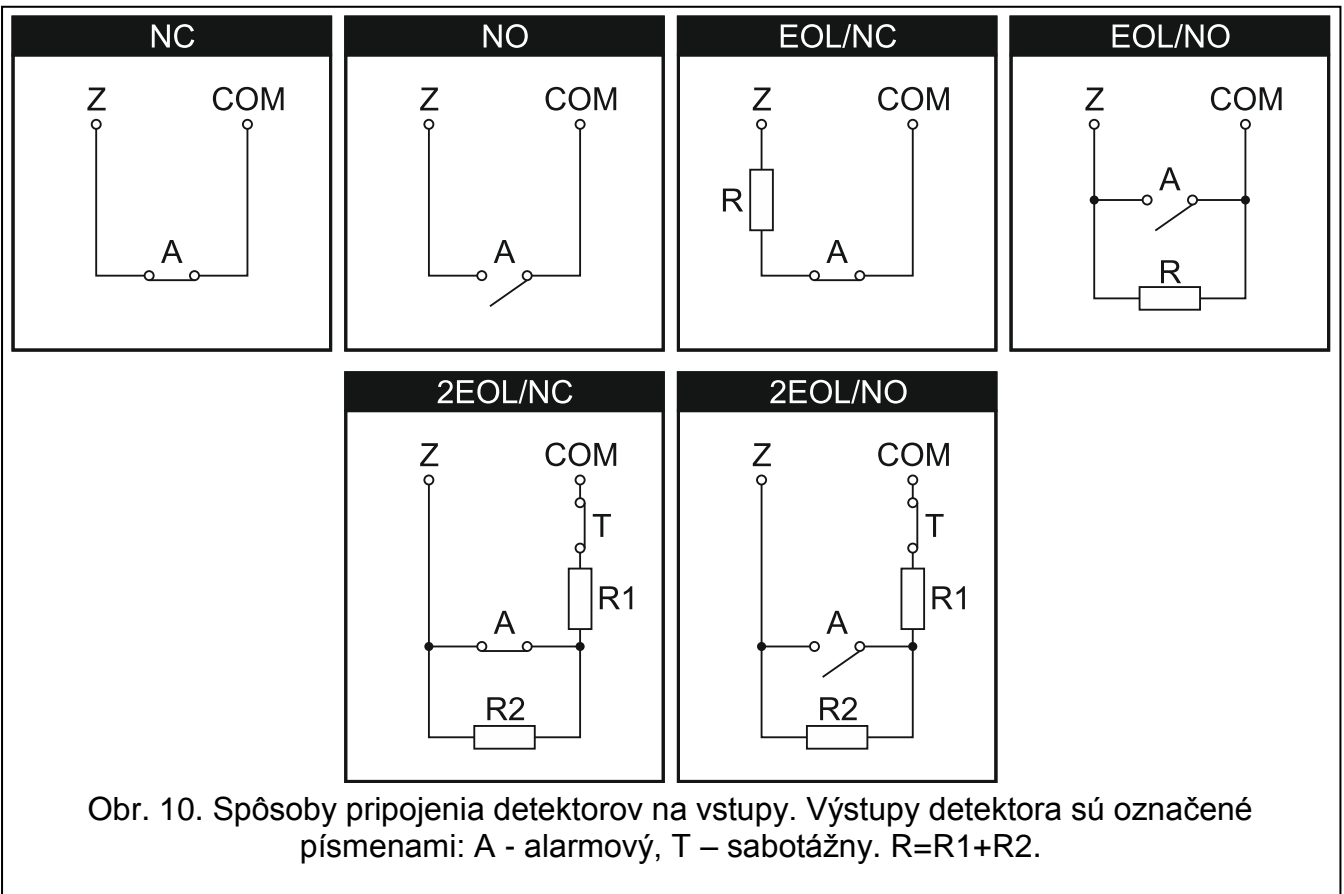 NC NO EOL/NC EOL/NO
Z COM Z COM Z COM Z COM
A A R A A R
2EOL/NC 2EOL/NO
Z COM Z COM
T T
R1 R1
A A
R2 R2
Obr. 10. Spôsoby pripojenia detektorov na vstupy. Výstupy detektora sú označené
písmenami: A - alarmový, T – sabotážny. R=R1+R2.